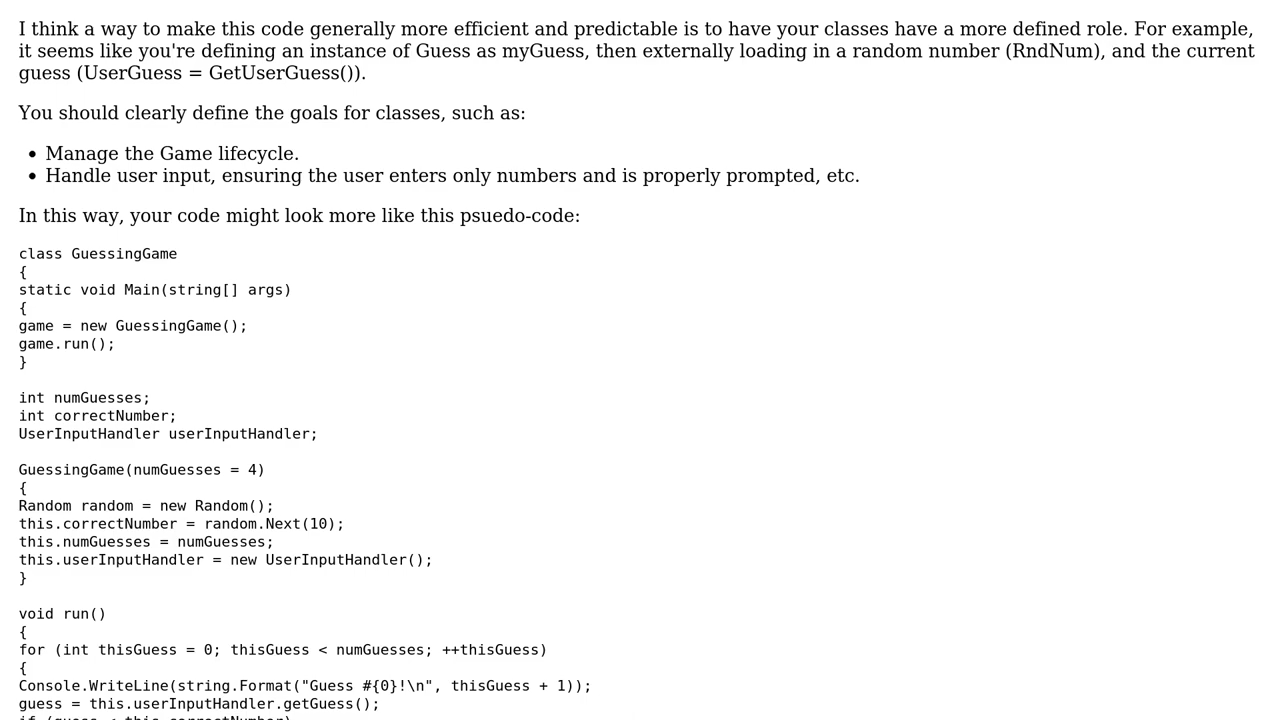 I think a way to make this code generally more efficient and predictable is to have your classes have a more defined role. For example,
it seems like you're defining an instance of Guess as myGuess, then externally loading in a random number (RndNum), and the current
guess (UserGuess = GetUserGuess()).
You should clearly define the goals for classes, such as:
• Manage the Game lifecycle.
• Handle user input, ensuring the user enters only numbers and is properly prompted, etc.
In this way, your code might look more like this psuedo-code:
class GuessingGame
{
static void Main(string[] args)
{
game = new GuessingGame();
game.run();
}
int numGuesses;
int correctNumber;
UserInputHandler userInputHandler;
GuessingGame(numGuesses = 4)
{
Random random = new Random();
this.correctNumber = random.Next(10);
this.numGuesses = numGuesses;
this.userInputHandler = new UserInputHandler();
}
void run()
{
for (int thisGuess = 0; thisGuess < numGuesses; ++thisGuess)
{
Console.WriteLine(string.Format("Guess #{0}!\n", thisGuess + 1));
guess = this.userInputHandler.getGuess();
if (guess < this.correctNumber)